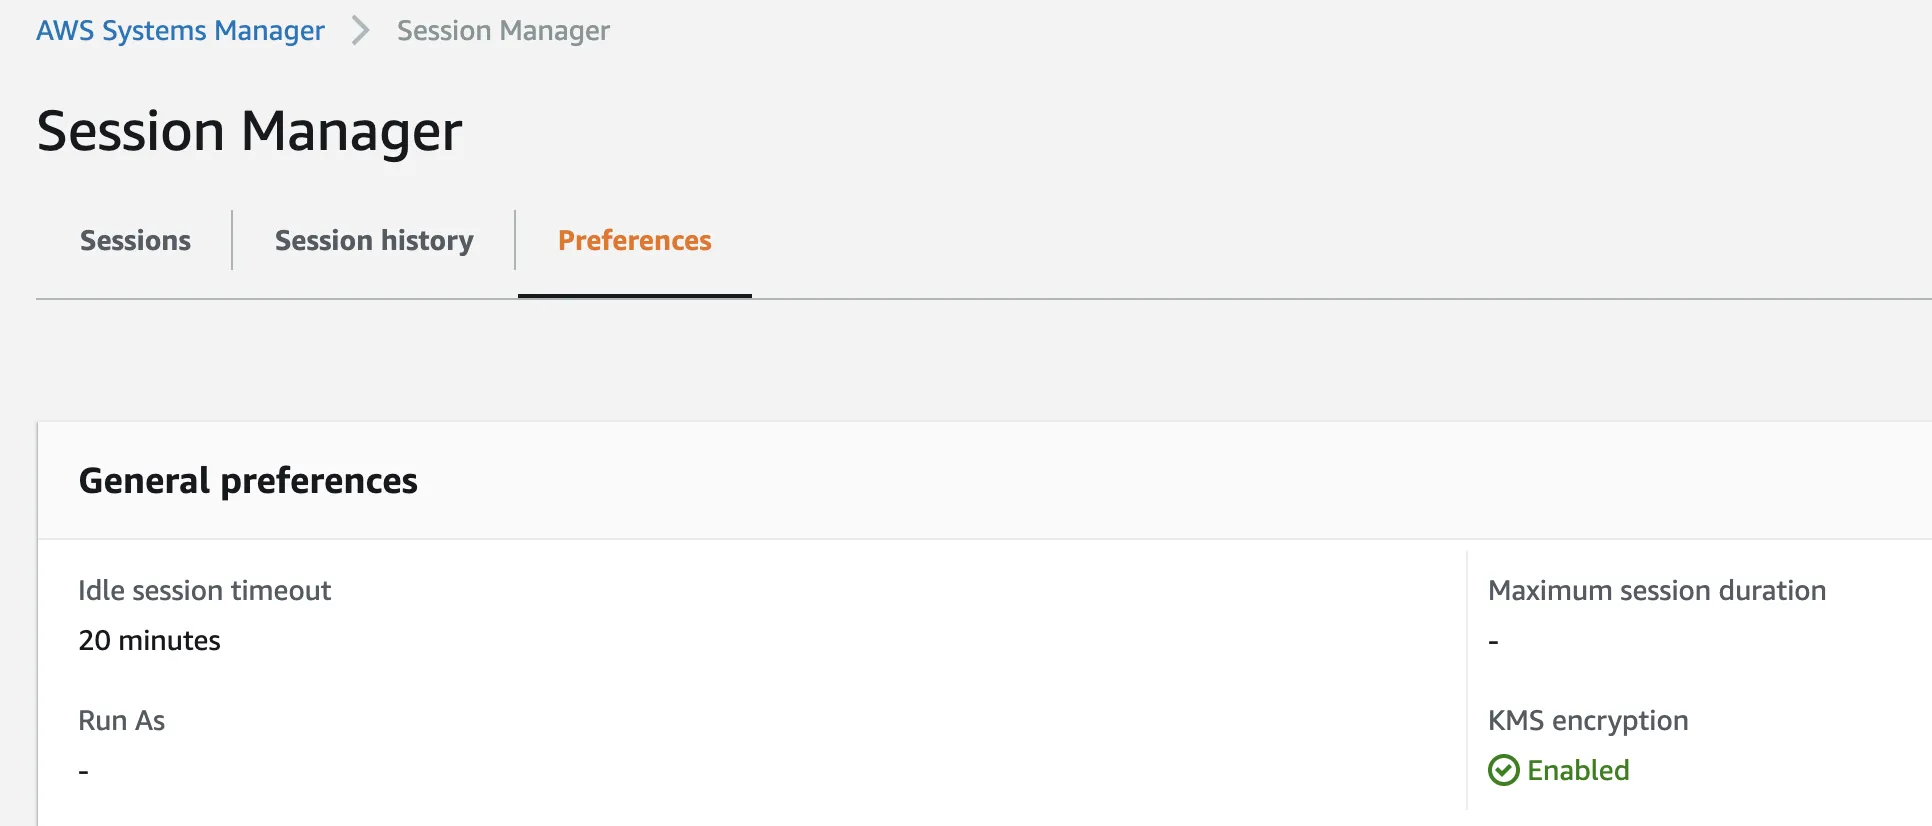 AWS Systems Manager > Session Manager
Session Manager
Sessions Session history Preferences
General preferences
Idle session timeout Maximum session duration
20 minutes -
Run As KMS encryption
- Enabled